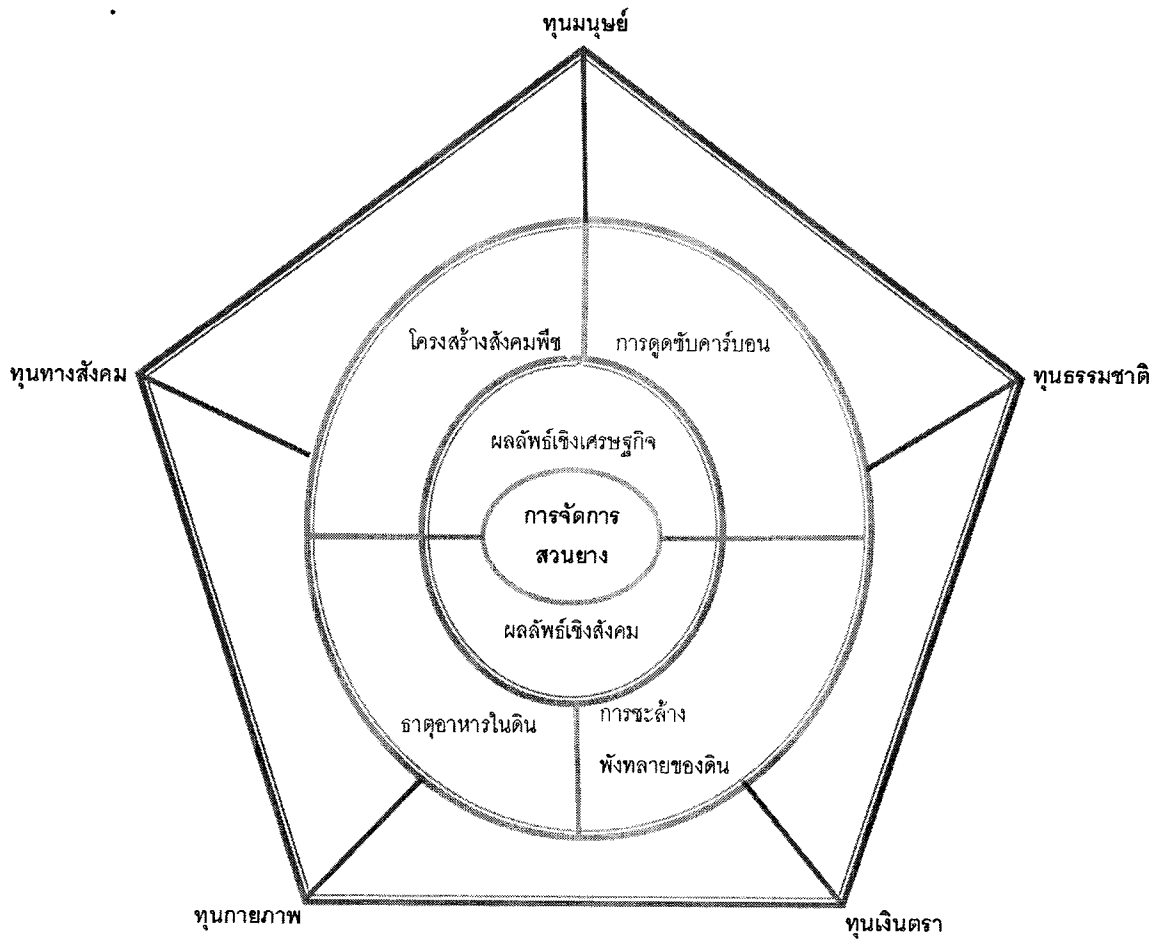 ทุนมนุษย์
โครงสร้างสังคมพืช
การดูดซับคาร์บอน
ทุนทางสังคม
ทุนธรรมชาติ
ผลลัพธ์เชิงเศรษฐกิจ
การจัดการ
สวนยาง
ผลลัพธ์เชิงสังคม
ธาตุอาหารในดิน
การชะล้าง
พังทลายของดิน
ทุนกายภาพ
ทุนเงินตรา